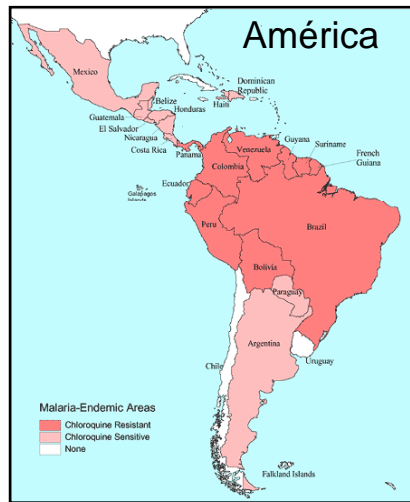 América
Mexico
Dominican
Republic
Belize
Honduras
Haiti
Guatemala
El Salvador
Nicaragua
Costa Rica
Panama
Venezuela
Guyana
Suriname
French
Guiana
Colombia
Ecuador
Galapagos
Islands
Peru
Brazil
Bolivia
Paraguay
Argentina
Uruguay
Chile
Malaria-Endemic Areas
Chloroquine Resistant
Chloroquine Sensitive
None
Falkland Islands